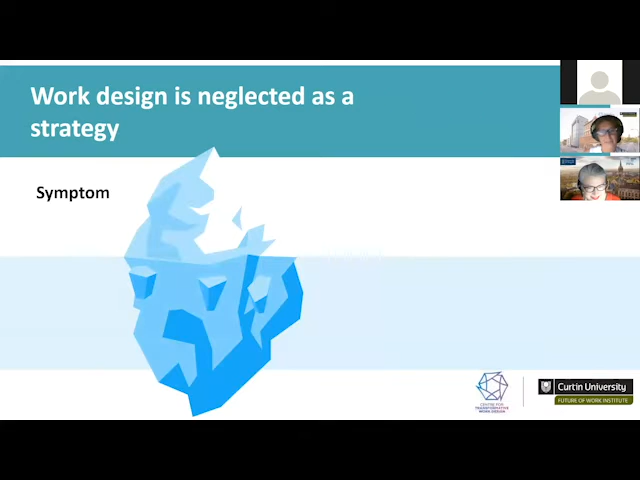 Work design is neglected as a
strategy
Symptom
CENTRE FOR
TRANSFORMATIVE
WORK DESIGN
Curtin University
FUTURE OF WORK INSTITUTE